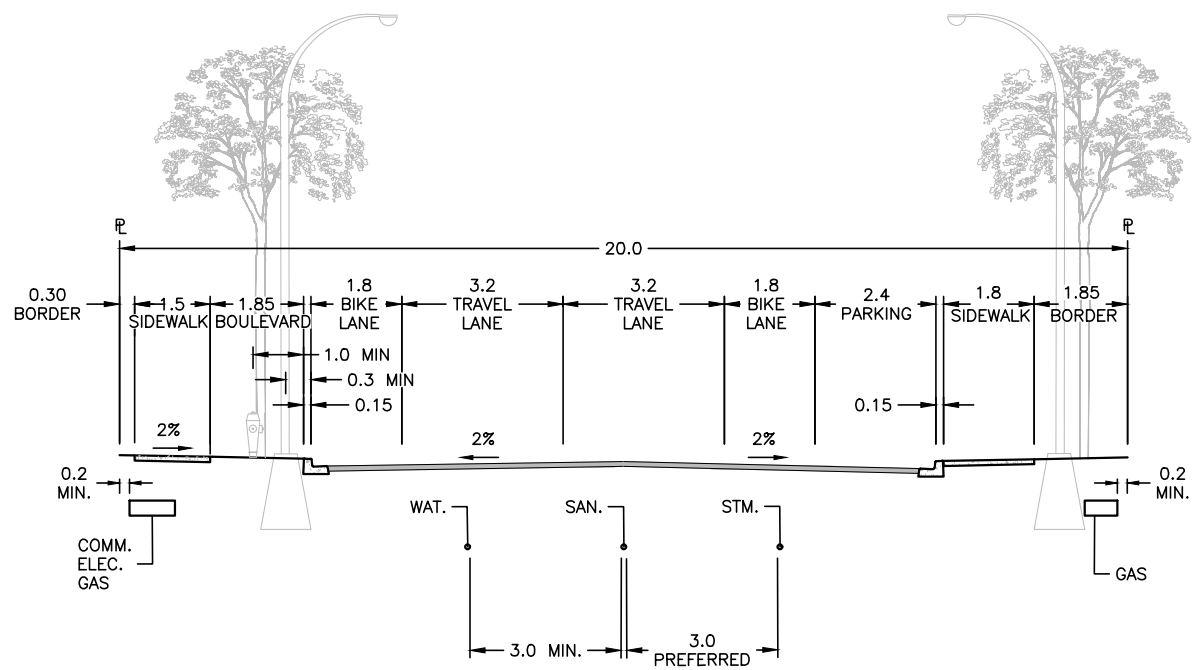 ℄
℄
20.0
0.30
BORDER
1.5
SIDEWALK
1.85
BOULEVARD
1.8
BIKE
LANE
3.2
TRAVEL
LANE
3.2
TRAVEL
LANE
1.8
BIKE
LANE
2.4
PARKING
1.8
SIDEWALK
1.85
BORDER
1.0 MIN
0.3 MIN
0.15
0.15
2%
2%
2%
0.2
MIN.
0.2
MIN.
WAT.
SAN.
STM.
COMM.
ELEC.
GAS
GAS
3.0 MIN.
3.0
PREFERRED